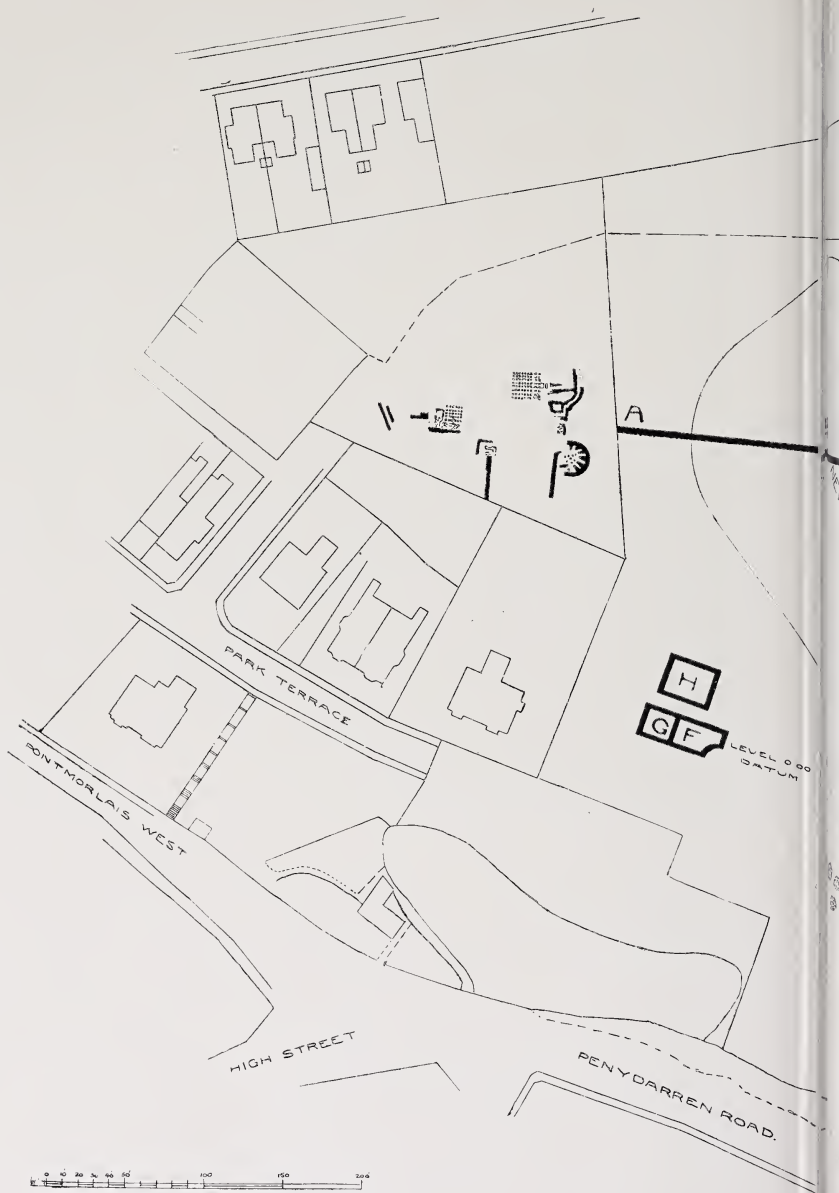 A
H
G F
LEVEL 0.00
DATUM
PARK TERRACE
PONTMORLAIS WEST
HIGH STREET
PENYDARREN ROAD.
0 10 20 30 40 50 100 150 200